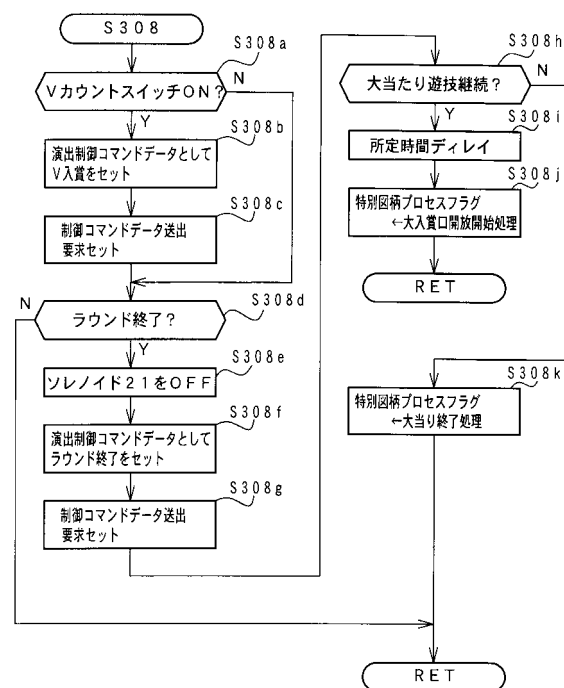 S308
S308a
VカウントスイッチON?
N
Y
S308b
演出制御コマンドデータとして
V入賞をセット
S308c
制御コマンドデータ送出
要求セット
N
S308d
ラウンド終了?
Y
S308e
ソレノイド21をOFF
S308f
演出制御コマンドデータとして
ラウンド終了をセット
S308g
制御コマンドデータ送出
要求セット
S308h
大当たり遊技継続?
N
Y
S308i
所定時間ディレイ
S308j
特別図柄プロセスフラグ
←大入賞口開放開始処理
RET
S308k
特別図柄プロセスフラグ
←大当り終了処理
RET